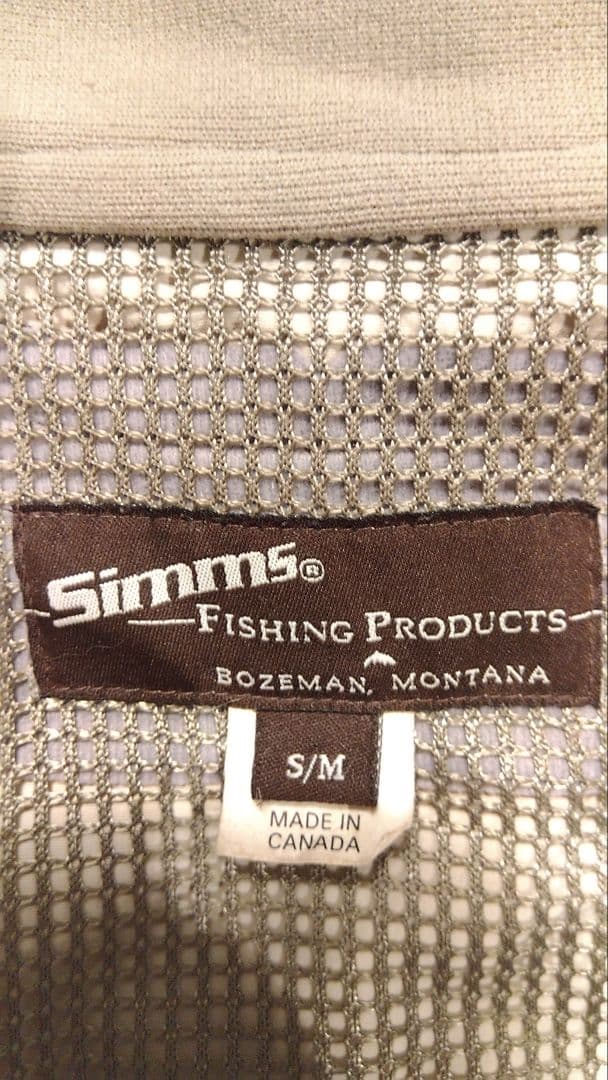 Simms®
FISHING PRODUCTS
BOZEMAN, MONTANA
S/M
MADE IN
CANADA